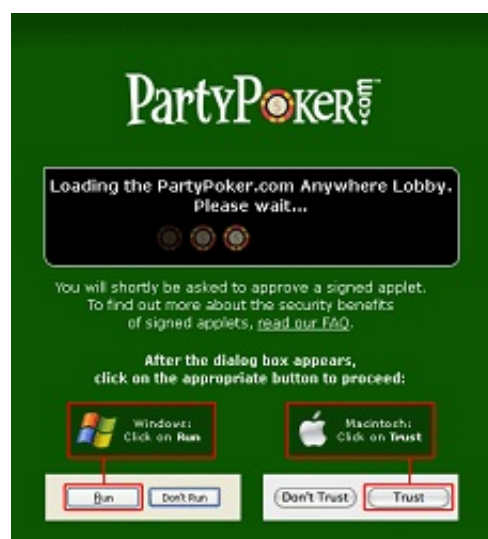 PartyPoker.com
Loading the PartyPoker.com Anywhere Lobby.
Please wait...
You will shortly be asked to approve a signed applet.
To find out more about the security benefits
of signed applets, read our FAQ.
After the dialog box appears,
click on the appropriate button to proceed:
Windows:
Click on Run
Macintosh:
Click on Trust
Run
Don't Run
Don't Trust
Trust